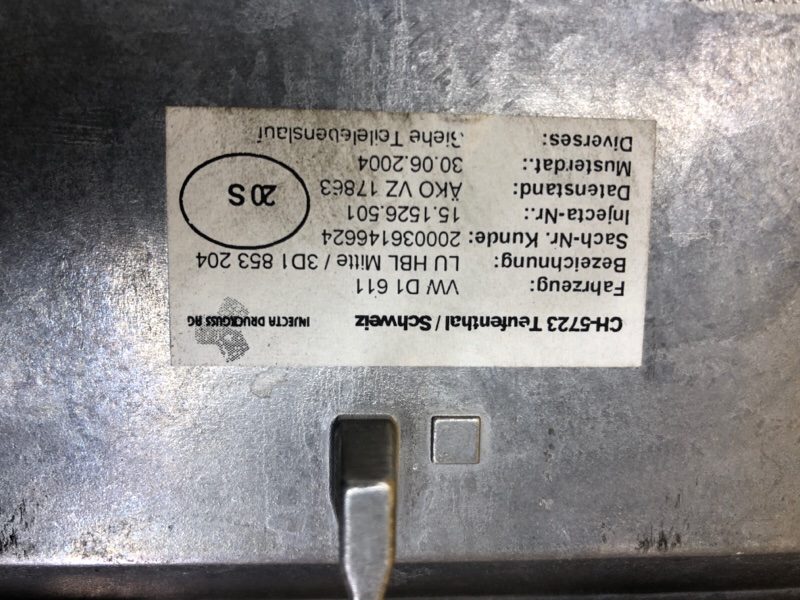 CH-5723 Teufenthal / Schweiz INJECTA DRUCKGUSS AG
Fahrzeug: VW D1 611
Bezeichnung: LU HBL Mitte / 3D1 853 204
Sach-Nr. Kunde: 200036146624
Injecta-Nr.: 15.1526.501
Datenstand: ÄKO VZ 17863
Musterdat.: 30.06.2004
Diverses: Siehe Teilelebenslauf
20 S